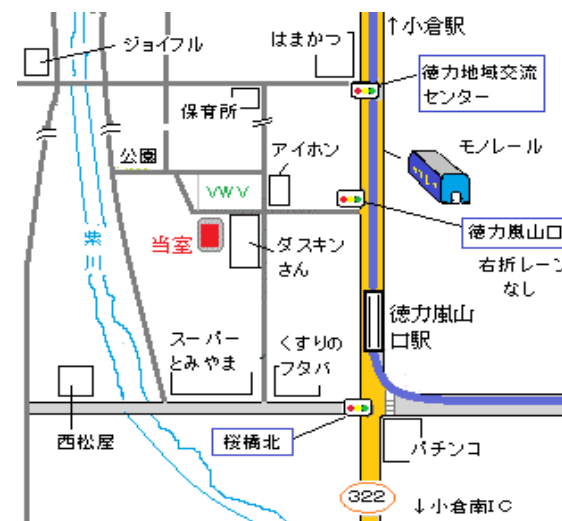 ↑小倉駅
ジョイフル
はまかつ
徳力地域交流
センター
保育所
公園
アイホン
モノレール
VWV
紫川
当室
ダスキン
さん
徳力嵐山口
右折レーン
なし
徳力嵐山
口駅
スーパー
とみやま
くすりの
フタバ
西松屋
桜橋北
パチンコ
322
↓小倉南IC